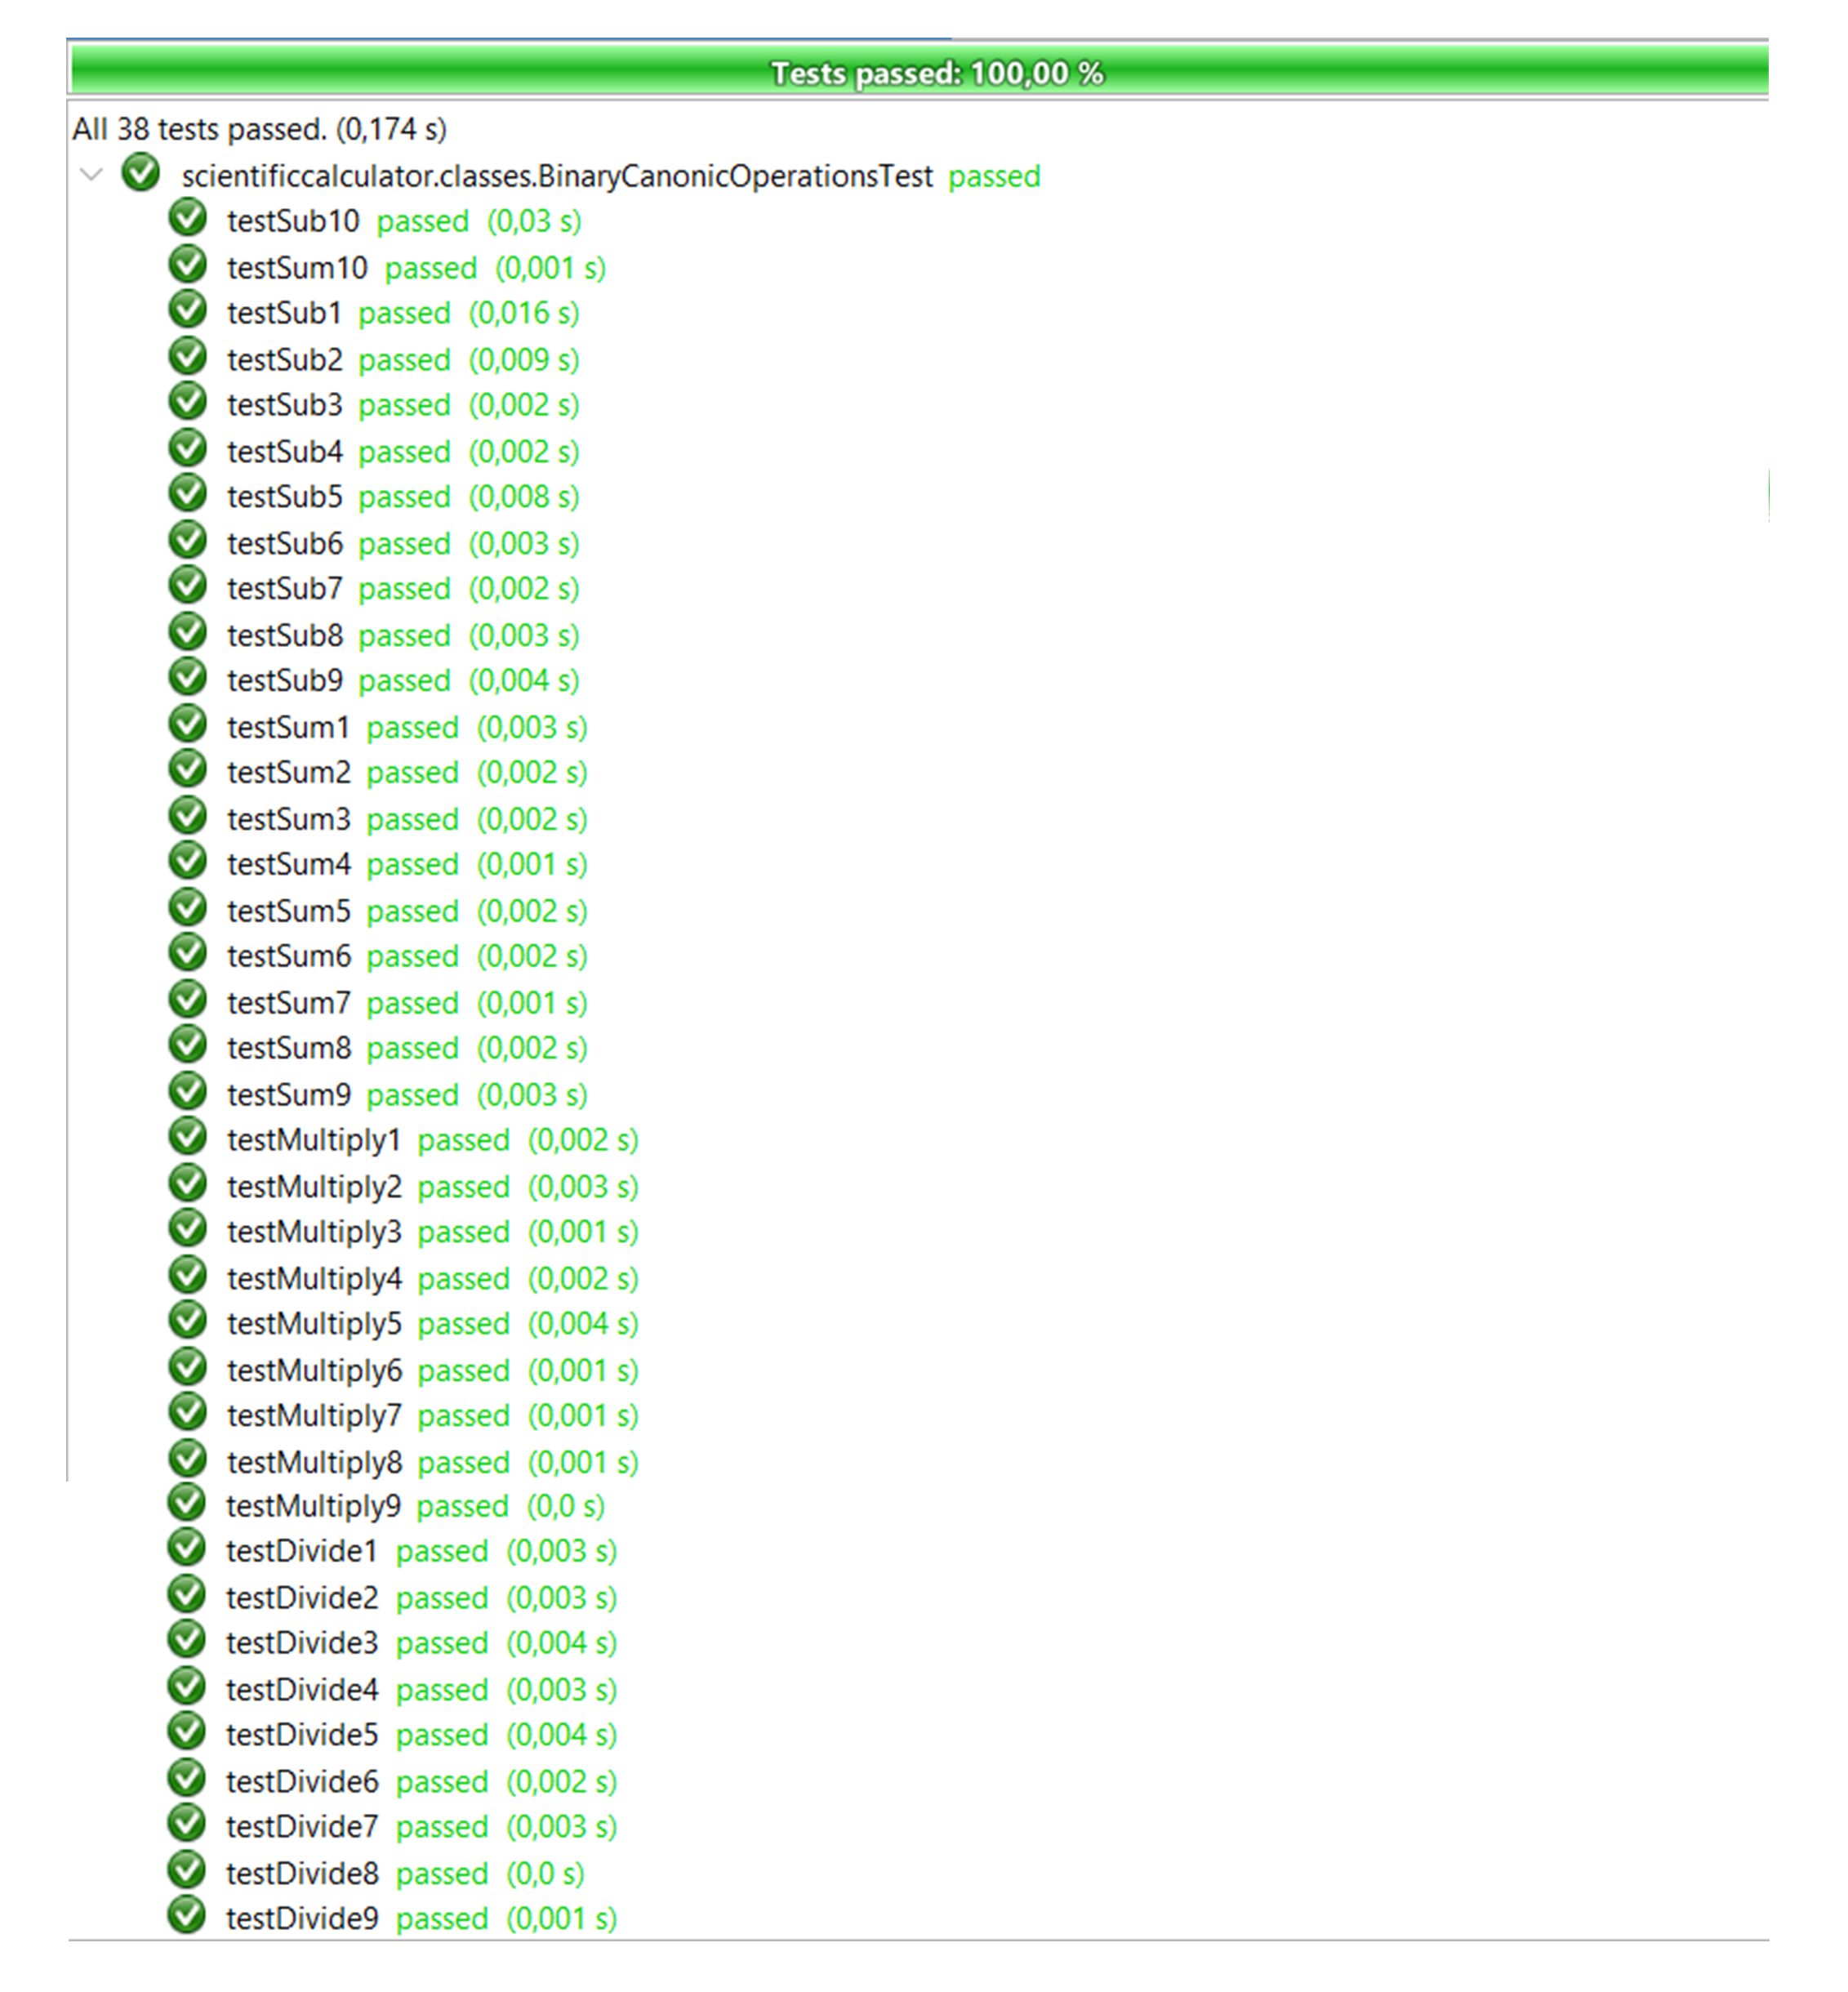 Tests passed: 100,00 %
All 38 tests passed. (0,174 s)
scientificcalculator.classes.BinaryCanonicOperationsTest passed
testSub10 passed (0,03 s)
testSum10 passed (0,001 s)
testSub1 passed (0,016 s)
testSub2 passed (0,009 s)
testSub3 passed (0,002 s)
testSub4 passed (0,002 s)
testSub5 passed (0,008 s)
testSub6 passed (0,003 s)
testSub7 passed (0,002 s)
testSub8 passed (0,003 s)
testSub9 passed (0,004 s)
testSum1 passed (0,003 s)
testSum2 passed (0,002 s)
testSum3 passed (0,002 s)
testSum4 passed (0,001 s)
testSum5 passed (0,002 s)
testSum6 passed (0,002 s)
testSum7 passed (0,001 s)
testSum8 passed (0,002 s)
testSum9 passed (0,003 s)
testMultiply1 passed (0,002 s)
testMultiply2 passed (0,003 s)
testMultiply3 passed (0,001 s)
testMultiply4 passed (0,002 s)
testMultiply5 passed (0,004 s)
testMultiply6 passed (0,001 s)
testMultiply7 passed (0,001 s)
testMultiply8 passed (0,001 s)
testMultiply9 passed (0,0 s)
testDivide1 passed (0,003 s)
testDivide2 passed (0,003 s)
testDivide3 passed (0,004 s)
testDivide4 passed (0,003 s)
testDivide5 passed (0,004 s)
testDivide6 passed (0,002 s)
testDivide7 passed (0,003 s)
testDivide8 passed (0,0 s)
testDivide9 passed (0,001 s)